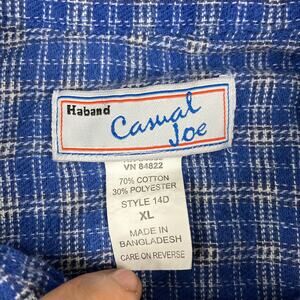 Haband
Casual
Joe
VN 84822
70% COTTON
30% POLYESTER
STYLE 14D
XL
MADE IN
BANGLADESH
CARE ON REVERSE